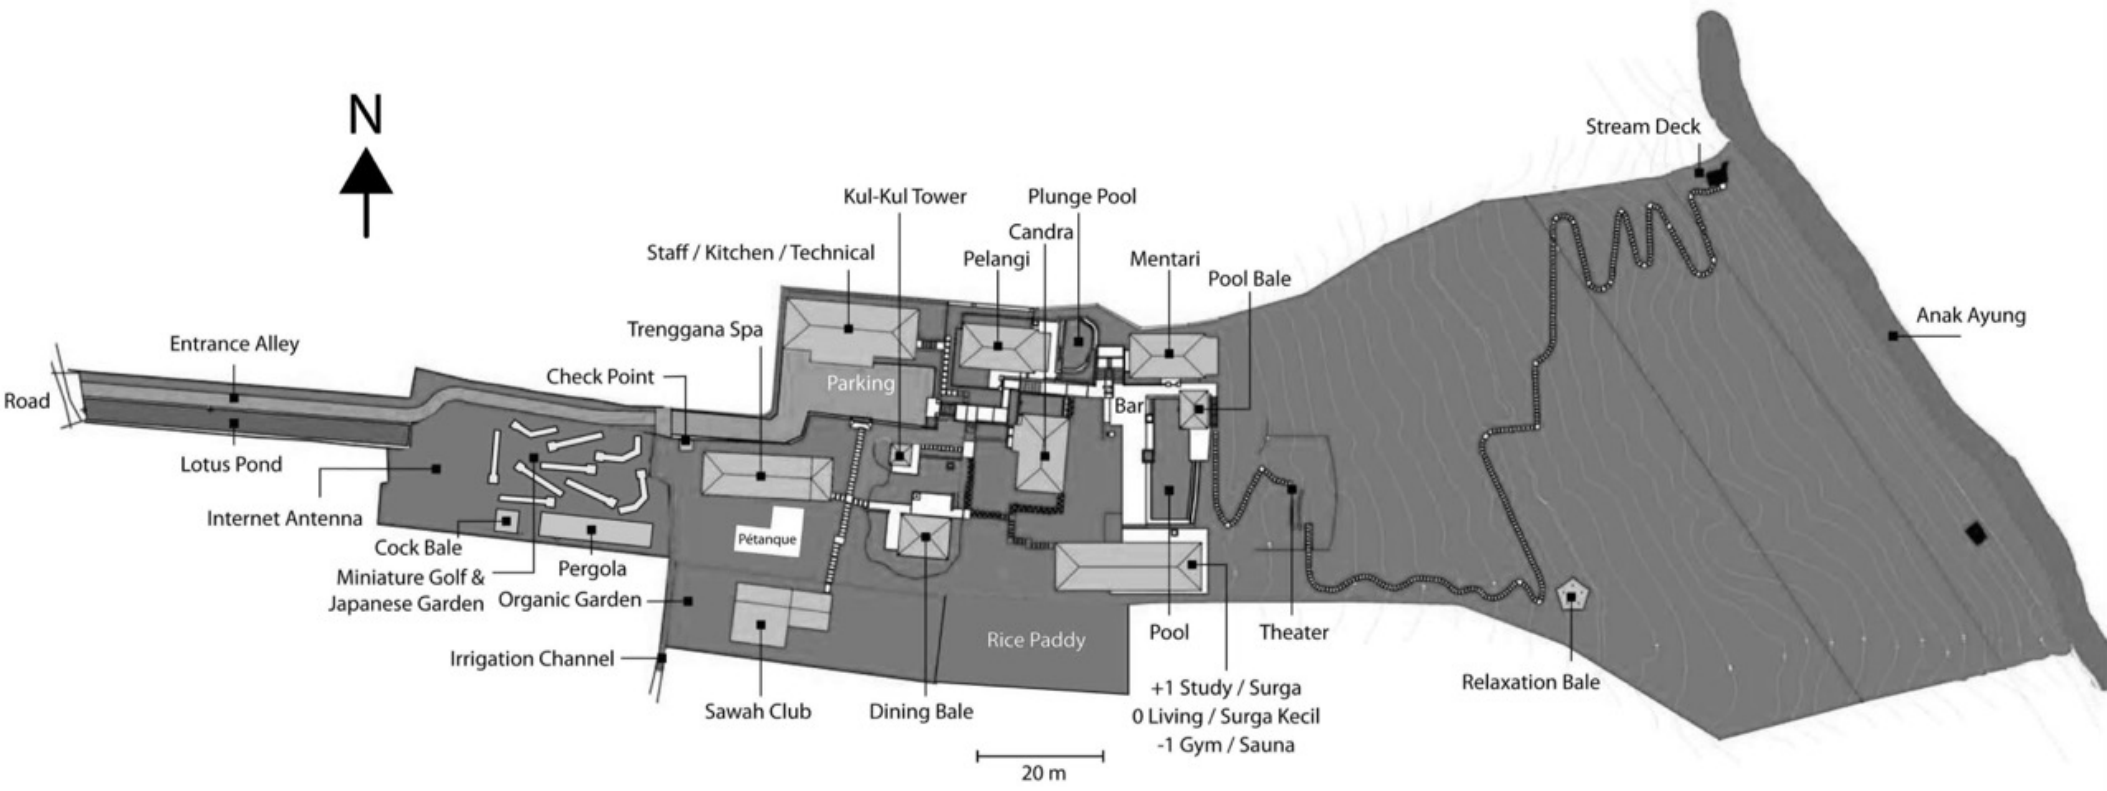 N
Stream Deck
Kul-Kul Tower
Plunge Pool
Candra
Staff / Kitchen / Technical
Pelangi
Mentari
Pool Bale
Anak Ayung
Trenggana Spa
Entrance Alley
Check Point
Parking
Road
Bar
Lotus Pond
Internet Antenna
Cock Bale
Pétanque
Miniature Golf &
Japanese Garden
Pergola
Organic Garden
Rice Paddy
Pool
Theater
Irrigation Channel
Relaxation Bale
Sawah Club
Dining Bale
+1 Study / Surga
0 Living / Surga Kecil
-1 Gym / Sauna
20 m